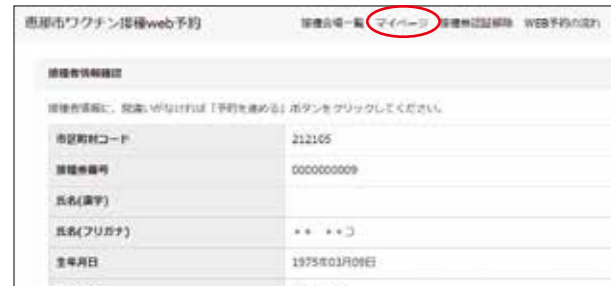 恵那市ワクチン接種web予約 接種会場一覧 マイページ 接種券認証解除 WEB予約の流れ
接種者情報確認
接種者情報に、間違いがなければ「予約を進める」ボタンをクリックしてください。
市区町村コード 212105
接種券番号 0000000009
氏名(漢字)
氏名(フリガナ) ** **コ
生年月日 1975年03月09日